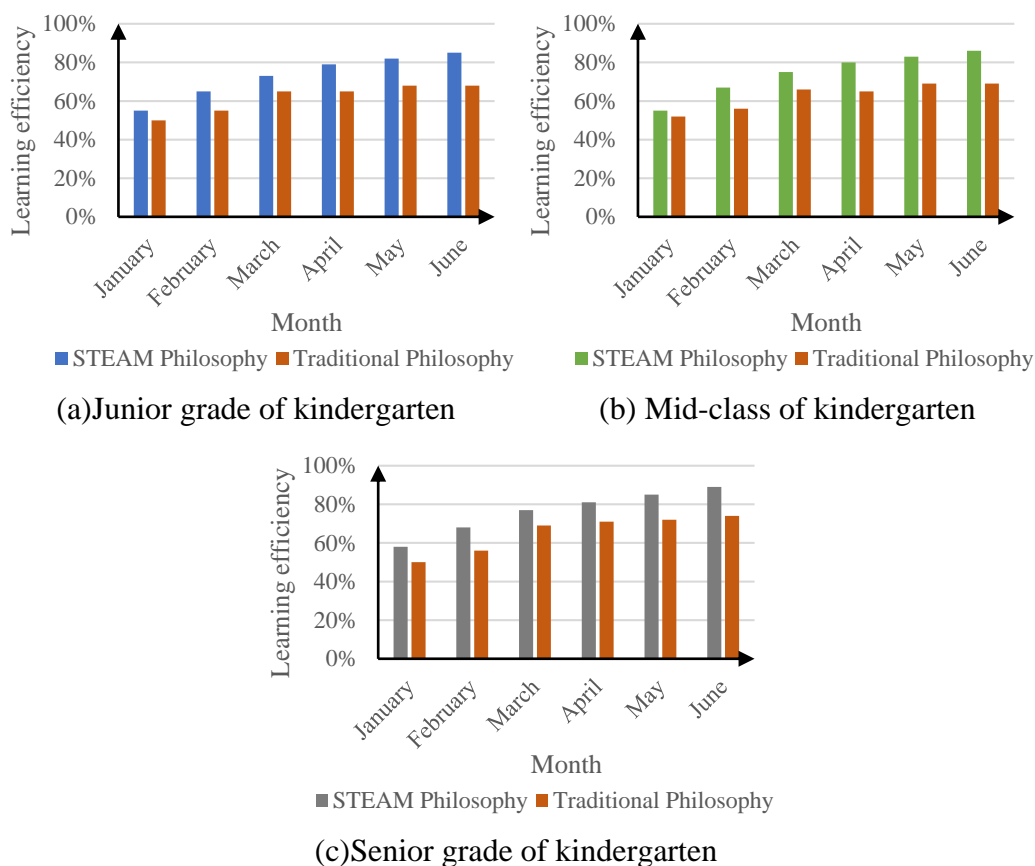 100%
80%
60%
40%
20%
0%
Learning efficiency
January
February
March
April
May
June
Month
STEAM Philosophy Traditional Philosophy
(a)Junior grade of kindergarten
100%
80%
60%
40%
20%
0%
Learning efficiency
January
February
March
April
May
June
Month
STEAM Philosophy Traditional Philosophy
(b) Mid-class of kindergarten
100%
80%
60%
40%
20%
0%
Learning efficiency
January
February
March
April
May
June
Month
STEAM Philosophy Traditional Philosophy
(c)Senior grade of kindergarten